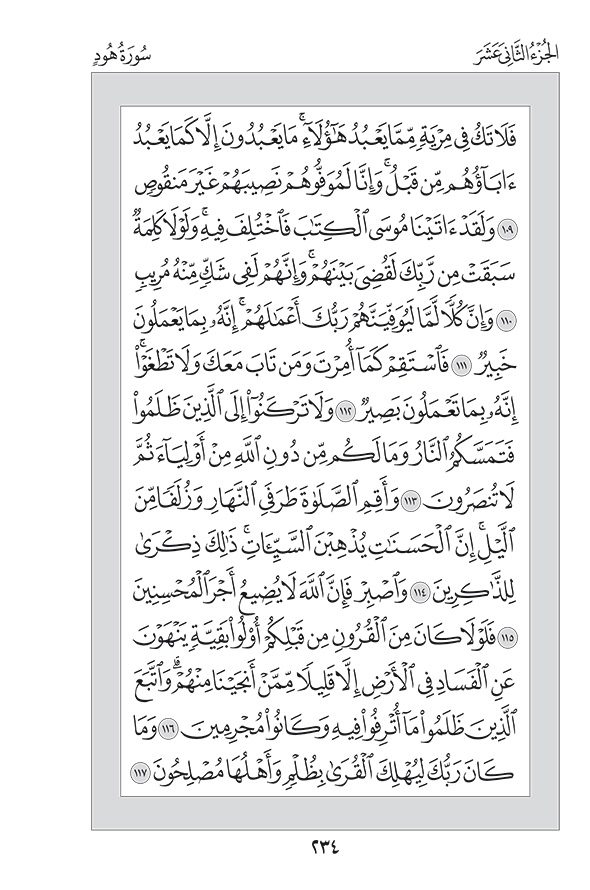 الجُزْءُ الثَّانِيَ عَشَرَ
سُورَةُ هُودٍ
فَلَا تَكُ فِى مِرْيَةٍ مِّمَّا يَعْبُدُ هَٰٓؤُلَآءِ ۚ مَا يَعْبُدُونَ إِلَّا كَمَا يَعْبُدُ
ءَابَآؤُهُم مِّن قَبْلُ ۚ وَإِنَّا لَمُوَفُّوهُمْ نَصِيبَهُمْ غَيْرَ مَنقُوصٍ
١٠٩ وَلَقَدْ ءَاتَيْنَا مُوسَى ٱلْكِتَٰبَ فَٱخْتُلِفَ فِيهِ ۚ وَلَوْلَا كَلِمَةٌ
سَبَقَتْ مِن رَّبِّكَ لَقُضِىَ بَيْنَهُمْ ۚ وَإِنَّهُمْ لَفِى شَكٍّ مِّنْهُ مُرِيبٍ
١١٠ وَإِنَّ كُلًّا لَّمَّا لَيُوَفِّيَنَّهُمْ رَبُّكَ أَعْمَٰلَهُمْ ۚ إِنَّهُۥ بِمَا يَعْمَلُونَ
خَبِيرٌ ١١١ فَٱسْتَقِمْ كَمَآ أُمِرْتَ وَمَن تَابَ مَعَكَ وَلَا تَطْغَوْا۟ ۚ
إِنَّهُۥ بِمَا تَعْمَلُونَ بَصِيرٌ ١١٢ وَلَا تَرْكَنُوٓا۟ إِلَى ٱلَّذِينَ ظَلَمُوا۟
فَتَمَسَّكُمُ ٱلنَّارُ وَمَا لَكُم مِّن دُونِ ٱللَّهِ مِنْ أَوْلِيَآءَ ثُمَّ
لَا تُنصَرُونَ ١١٣ وَأَقِمِ ٱلصَّلَوٰةَ طَرَفَىِ ٱلنَّهَارِ وَزُلَفًا مِّنَ
ٱلَّيْلِ ۚ إِنَّ ٱلْحَسَنَٰتِ يُذْهِبْنَ ٱلسَّيِّـَٔاتِ ۚ ذَٰلِكَ ذِكْرَىٰ
لِلذَّٰكِرِينَ ١١٤ وَٱصْبِرْ فَإِنَّ ٱللَّهَ لَا يُضِيعُ أَجْرَ ٱلْمُحْسِنِينَ
١١٥ فَلَوْلَا كَانَ مِنَ ٱلْقُرُونِ مِن قَبْلِكُمْ أُو۟لُوا۟ بَقِيَّةٍ يَنْهَوْنَ
عَنِ ٱلْفَسَادِ فِى ٱلْأَرْضِ إِلَّا قَلِيلًا مِّمَّنْ أَنجَيْنَا مِنْهُمْ ۗ وَٱتَّبَعَ
ٱلَّذِينَ ظَلَمُوا۟ مَآ أُتْرِفُوا۟ فِيهِ وَكَانُوا۟ مُجْرِمِينَ ١١٦ وَمَا
كَانَ رَبُّكَ لِيُهْلِكَ ٱلْقُرَىٰ بِظُلْمٍ وَأَهْلُهَا مُصْلِحُونَ ١١٧
٢٣٤